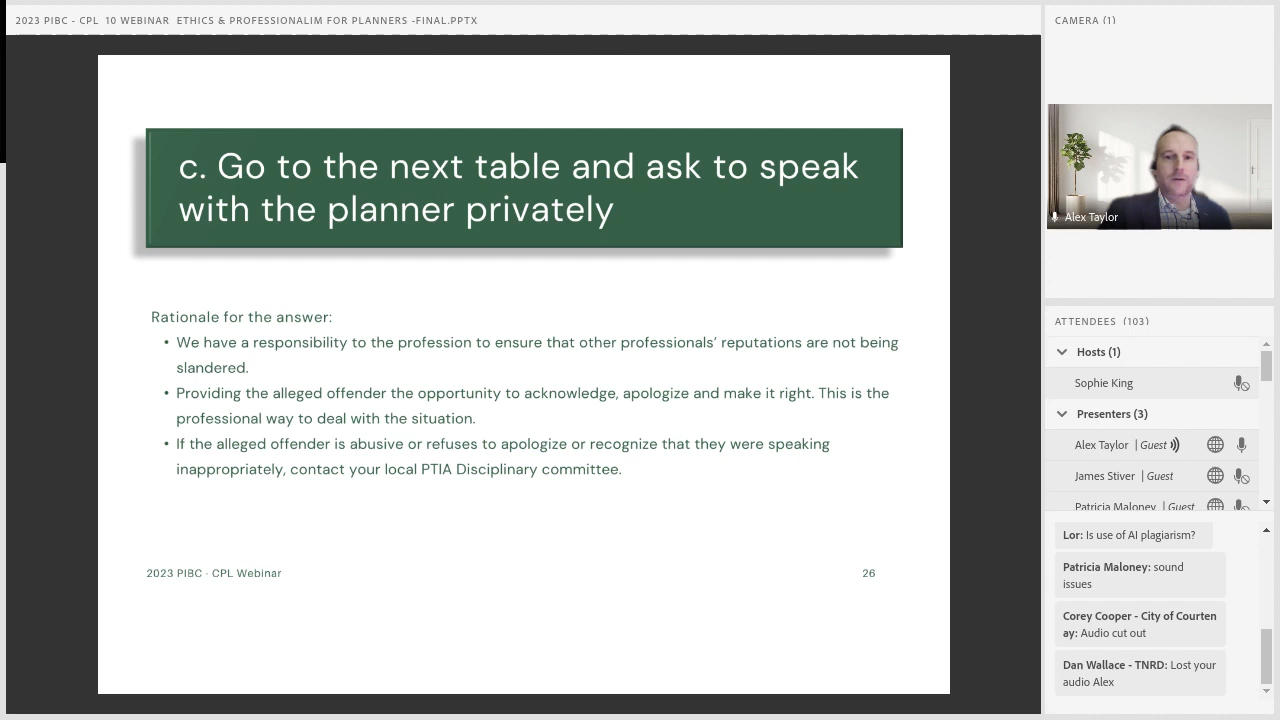 2023 PIBC - CPL 10 WEBINAR ETHICS & PROFESSIONALIM FOR PLANNERS -FINAL.PPTX
c. Go to the next table and ask to speak
with the planner privately
Rationale for the answer:
• We have a responsibility to the profession to ensure that other professionals’ reputations are not being
slandered.
• Providing the alleged offender the opportunity to acknowledge, apologize and make it right. This is the
professional way to deal with the situation.
• If the alleged offender is abusive or refuses to apologize or recognize that they were speaking
inappropriately, contact your local PTIA Disciplinary committee.
2023 PIBC · CPL Webinar
26
CAMERA (1)
Alex Taylor
ATTENDEES (103)
Hosts (1)
Sophie King
Presenters (3)
Alex Taylor | Guest
James Stiver | Guest
Patricia Maloney | Guest
Lor: Is use of AI plagiarism?
Patricia Maloney: sound
issues
Corey Cooper - City of Courten
ay: Audio cut out
Dan Wallace - TNRD: Lost your
audio Alex